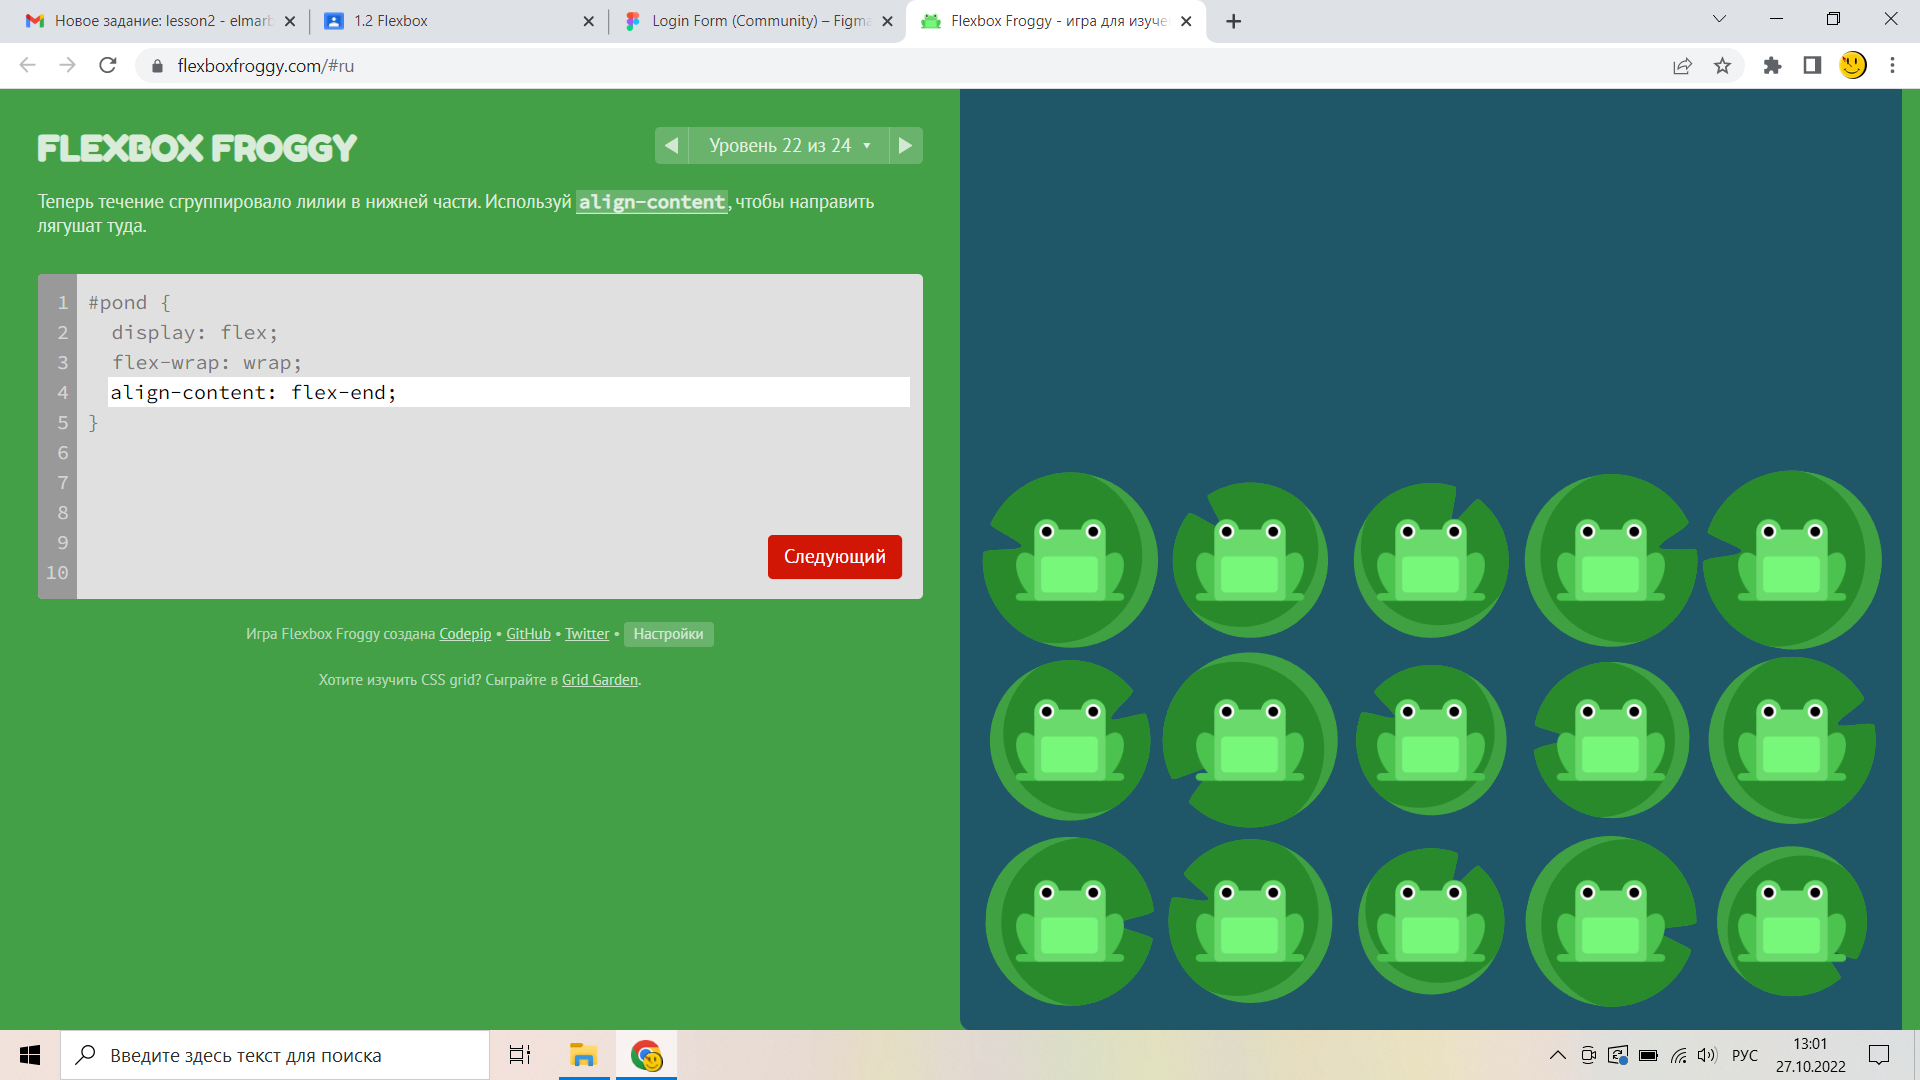 Новое задание: lesson2 - elmarb
1.2 Flexbox
Login Form (Community) – Figma
Flexbox Froggy - игра для изуче
flexboxfroggy.com/#ru
FLEXBOX FROGGY
Уровень 22 из 24
Теперь течение сгруппировало лилии в нижней части. Используй align-content, чтобы направить
лягушат туда.
1 #pond {
2 display: flex;
3 flex-wrap: wrap;
4 align-content: flex-end;
5 }
6
7
8
9
10
Следующий
Игра Flexbox Froggy создана Codepip • GitHub • Twitter • Настройки
Хотите изучить CSS grid? Сыграйте в Grid Garden.
Введите здесь текст для поиска
РУС
13:01
27.10.2022